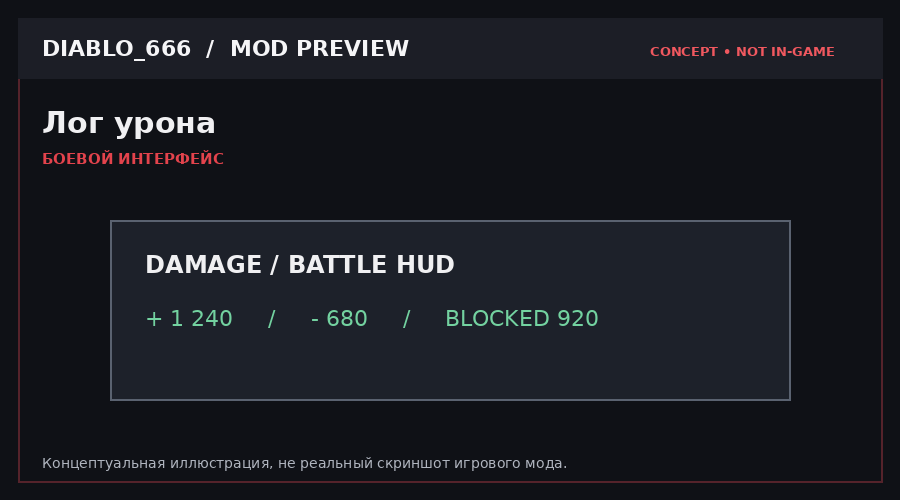 DIABLO_666 / MOD PREVIEW
CONCEPT • NOT IN-GAME
Лог урона
БОЕВОЙ ИНТЕРФЕЙС
DAMAGE / BATTLE HUD
+ 1 240 / - 680 / BLOCKED 920
Концептуальная иллюстрация, не реальный скриншот игрового мода.